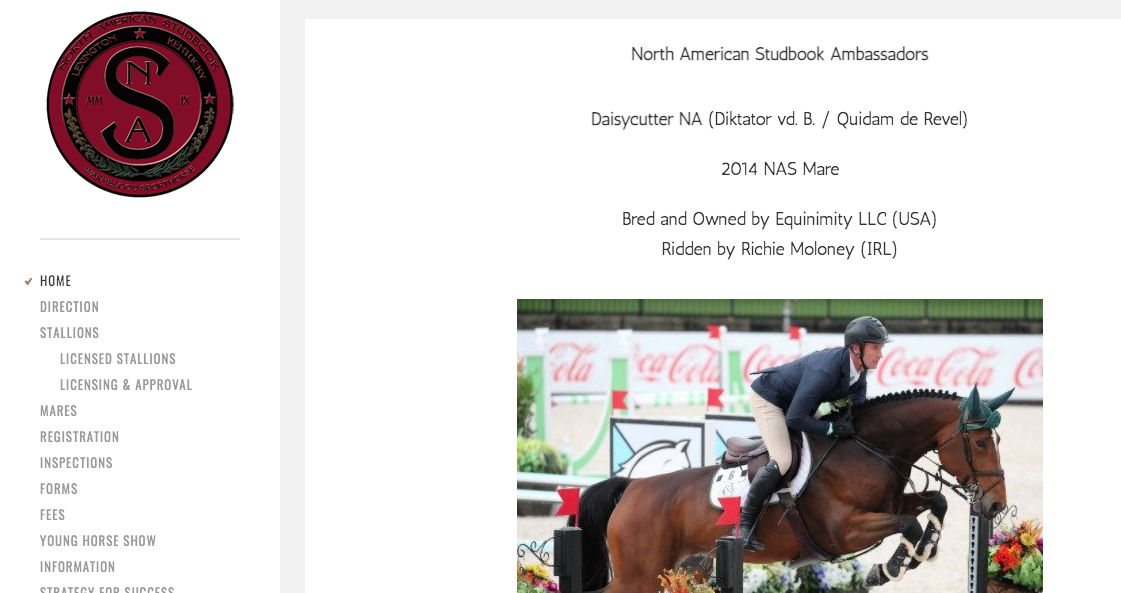 NORTH AMERICAN STUDBOOK
LEXINGTON KENTUCKY
N
S
MM IX
A
WARMBLOOD SPORTHORSE
HOME
DIRECTION
STALLIONS
LICENSED STALLIONS
LICENSING & APPROVAL
MARES
REGISTRATION
INSPECTIONS
FORMS
FEES
YOUNG HORSE SHOW
INFORMATION
STRATEGY FOR SUCCESS
North American Studbook Ambassadors
Daisycutter NA (Diktator vd. B. / Quidam de Revel)
2014 NAS Mare
Bred and Owned by Equinimity LLC (USA)
Ridden by Richie Moloney (IRL)
Coca-Cola Coca-Cola Coca-Cola
6